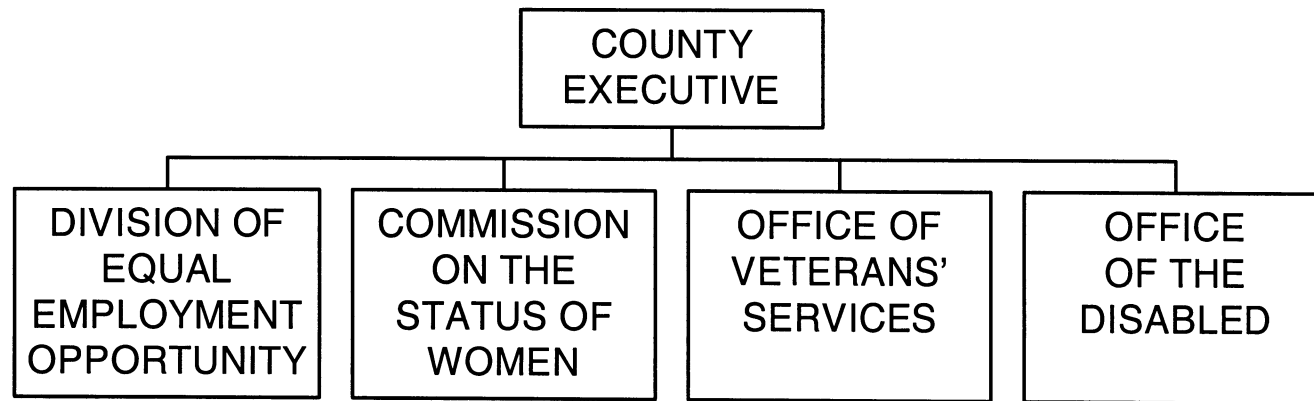 COUNTY
EXECUTIVE
DIVISION OF
EQUAL
EMPLOYMENT
OPPORTUNITY
COMMISSION
ON THE
STATUS OF
WOMEN
OFFICE OF
VETERANS’
SERVICES
OFFICE
OF THE
DISABLED